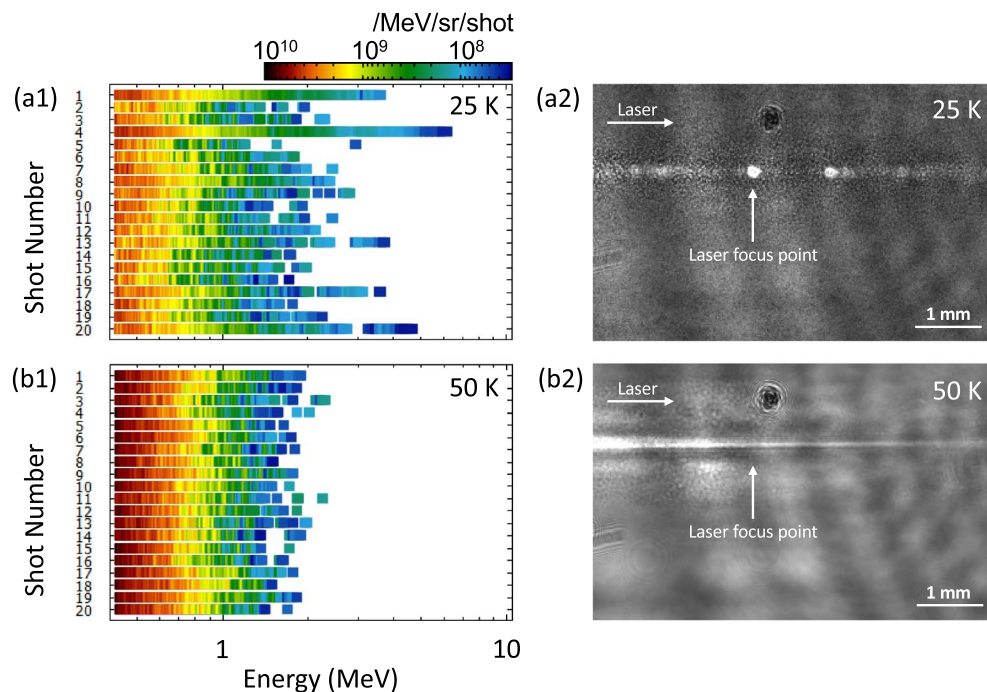 /MeV/sr/shot
10¹⁰ 10⁹ 10⁸
(a1)
25 K
Shot Number
1
2
3
4
5
6
7
8
9
10
11
12
13
14
15
16
17
18
19
20
(a2)
Laser
25 K
Laser focus point
1 mm
(b1)
50 K
Shot Number
1
2
3
4
5
6
7
8
9
10
11
12
13
14
15
16
17
18
19
20
1 10
Energy (MeV)
(b2)
Laser
50 K
Laser focus point
1 mm